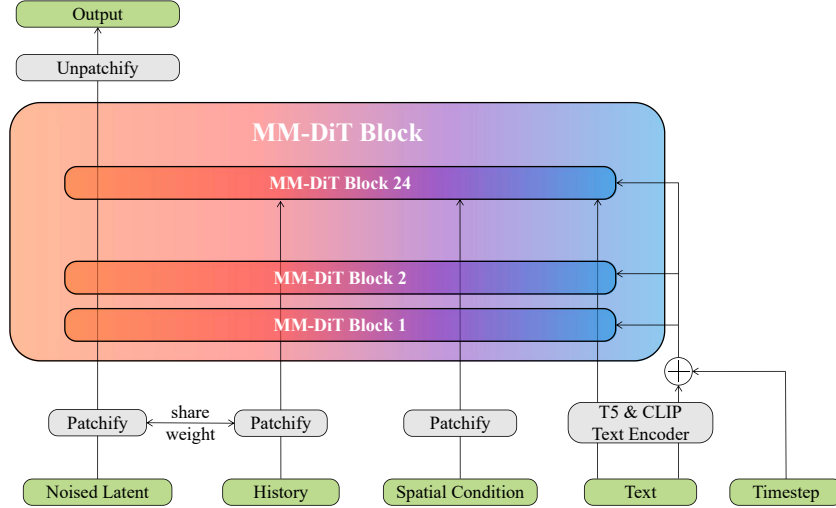 Output
Unpatchify
MM-DiT Block
MM-DiT Block 24
MM-DiT Block 2
MM-DiT Block 1
Patchify
share
weight
Patchify
Patchify
T5 & CLIP
Text Encoder
Noised Latent
History
Spatial Condition
Text
Timestep